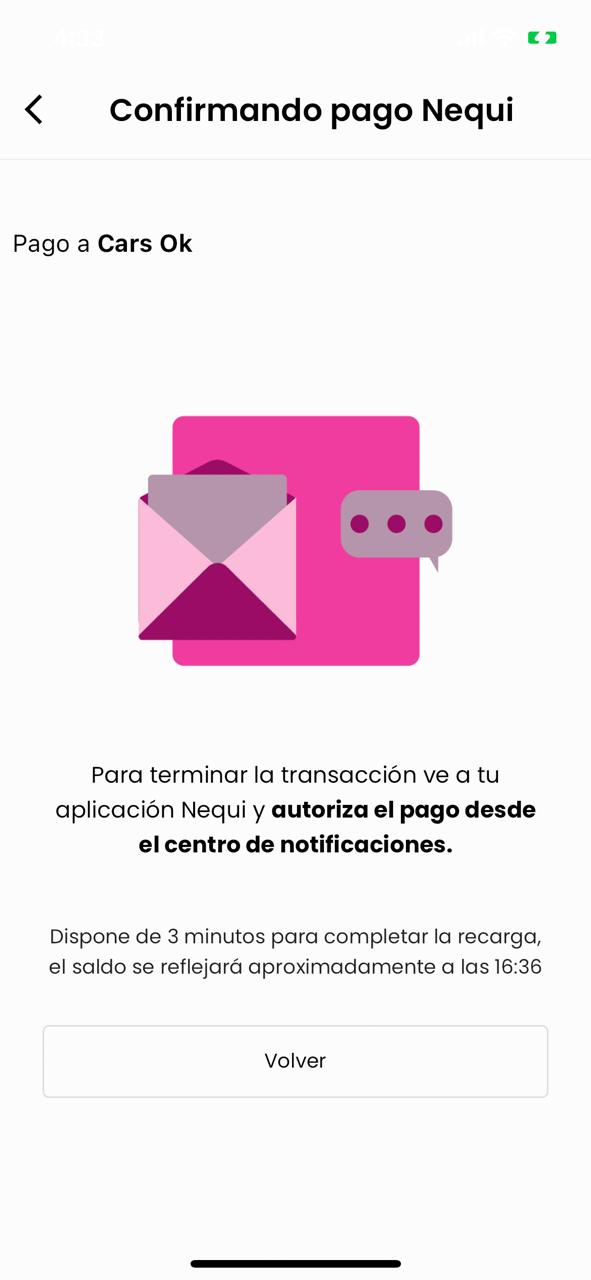 4:33
Confirmando pago Nequi
Pago a Cars Ok
Para terminar la transacción ve a tu
aplicación Nequi y autoriza el pago desde
el centro de notificaciones.
Dispone de 3 minutos para completar la recarga,
el saldo se reflejará aproximadamente a las 16:36
Volver